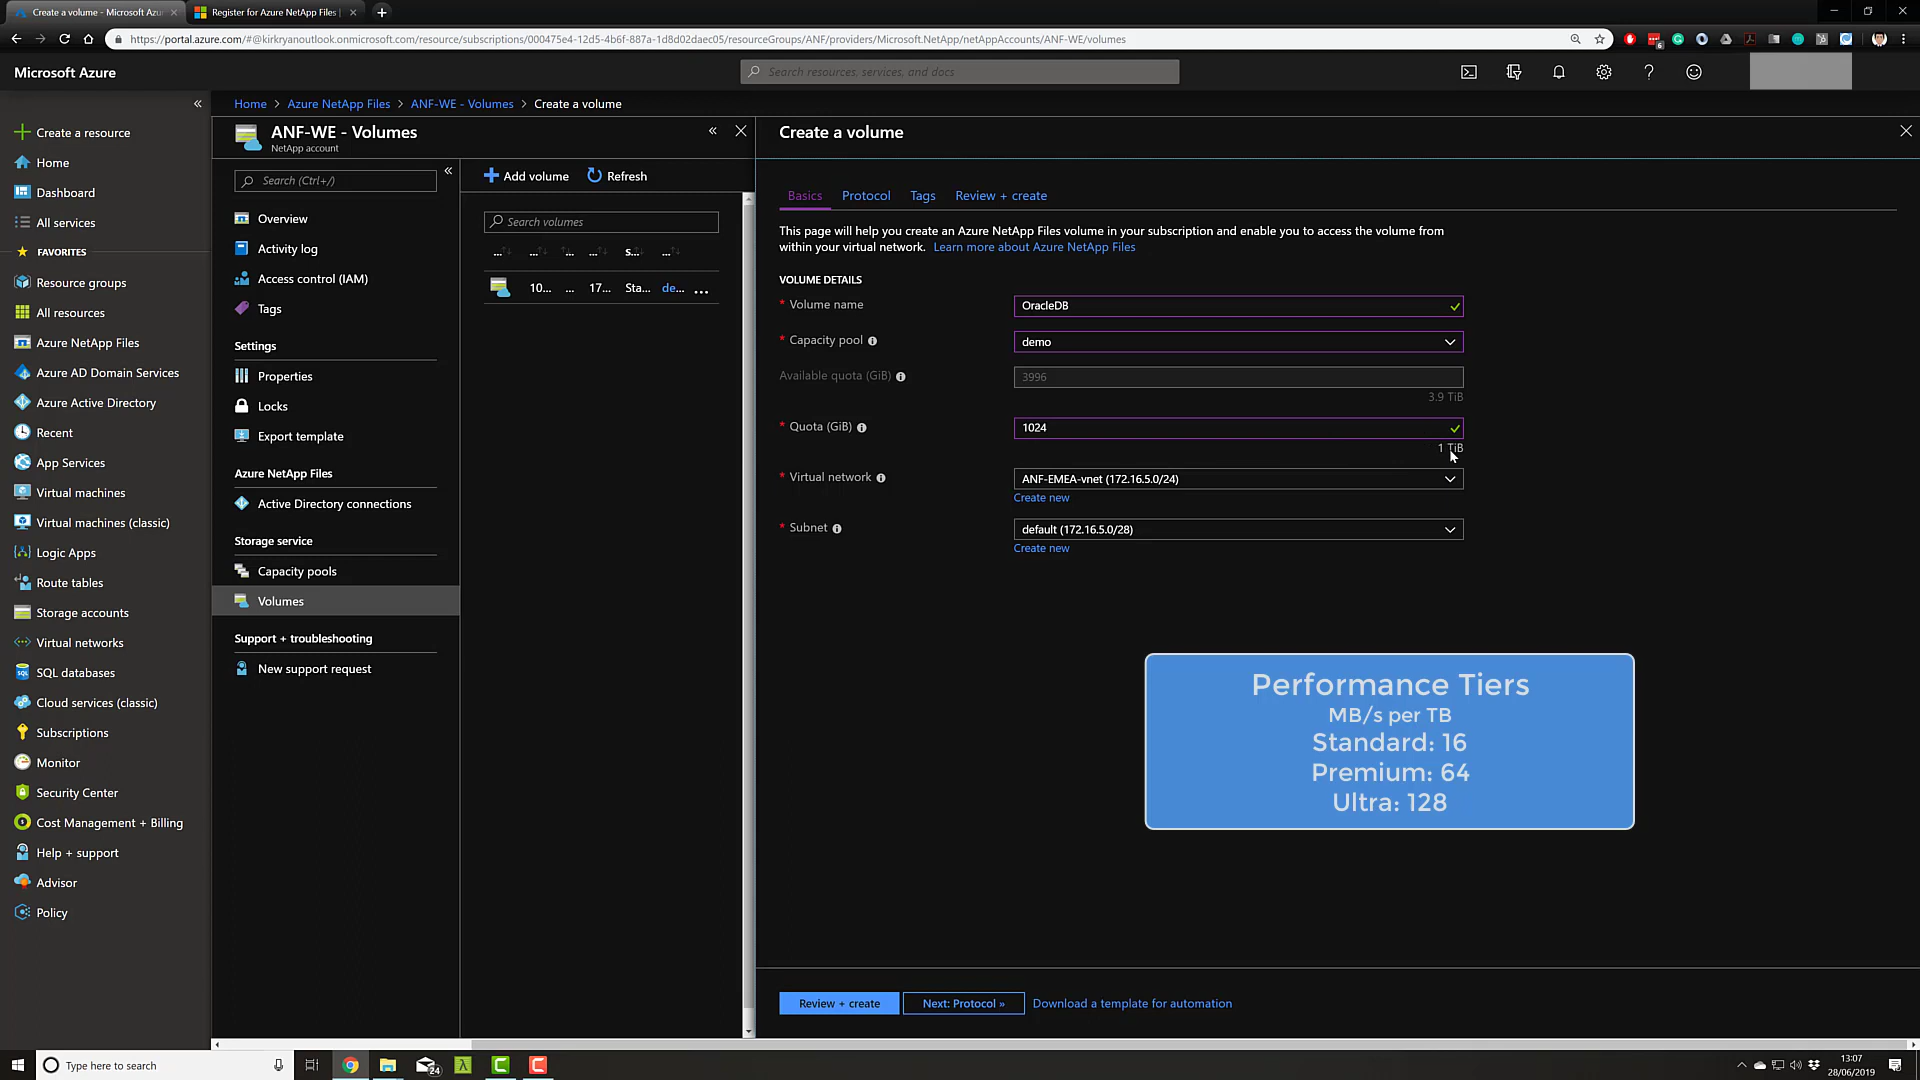 Create a volume - Microsoft Azu
Register for Azure NetApp Files |
https://portal.azure.com/#@kirkryanoutlook.onmicrosoft.com/resource/subscriptions/000475e4-12d5-4b6f-887a-1d8d02daec05/resourceGroups/ANF/providers/Microsoft.NetApp/netAppAccounts/ANF-WE/volumes
6
Microsoft Azure
Search resources, services, and docs
Create a resource
Home
Dashboard
All services
FAVORITES
Resource groups
All resources
Azure NetApp Files
Azure AD Domain Services
Azure Active Directory
Recent
App Services
Virtual machines
Virtual machines (classic)
Logic Apps
Route tables
Storage accounts
Virtual networks
SQL databases
Cloud services (classic)
Subscriptions
Monitor
Security Center
Cost Management + Billing
Help + support
Advisor
Policy
Home > Azure NetApp Files > ANF-WE - Volumes > Create a volume
ANF-WE - Volumes
NetApp account
Search (Ctrl+/)
Overview
Activity log
Access control (IAM)
Tags
Settings
Properties
Locks
Export template
Azure NetApp Files
Active Directory connections
Storage service
Capacity pools
Volumes
Support + troubleshooting
New support request
Add volume Refresh
Search volumes
... ... ... ... s... ...
10... ... 17... Sta... de... ...
Create a volume
Basics Protocol Tags Review + create
This page will help you create an Azure NetApp Files volume in your subscription and enable you to access the volume from
within your virtual network. Learn more about Azure NetApp Files
VOLUME DETAILS
* Volume name OracleDB
* Capacity pool demo
Available quota (GiB) 3996
3.9 TiB
* Quota (GiB) 1024
1 TiB
* Virtual network ANF-EMEA-vnet (172.16.5.0/24)
Create new
* Subnet default (172.16.5.0/28)
Create new
Performance Tiers
MB/s per TB
Standard: 16
Premium: 64
Ultra: 128
Review + create Next: Protocol » Download a template for automation
Type here to search
24
13:07
28/06/2019